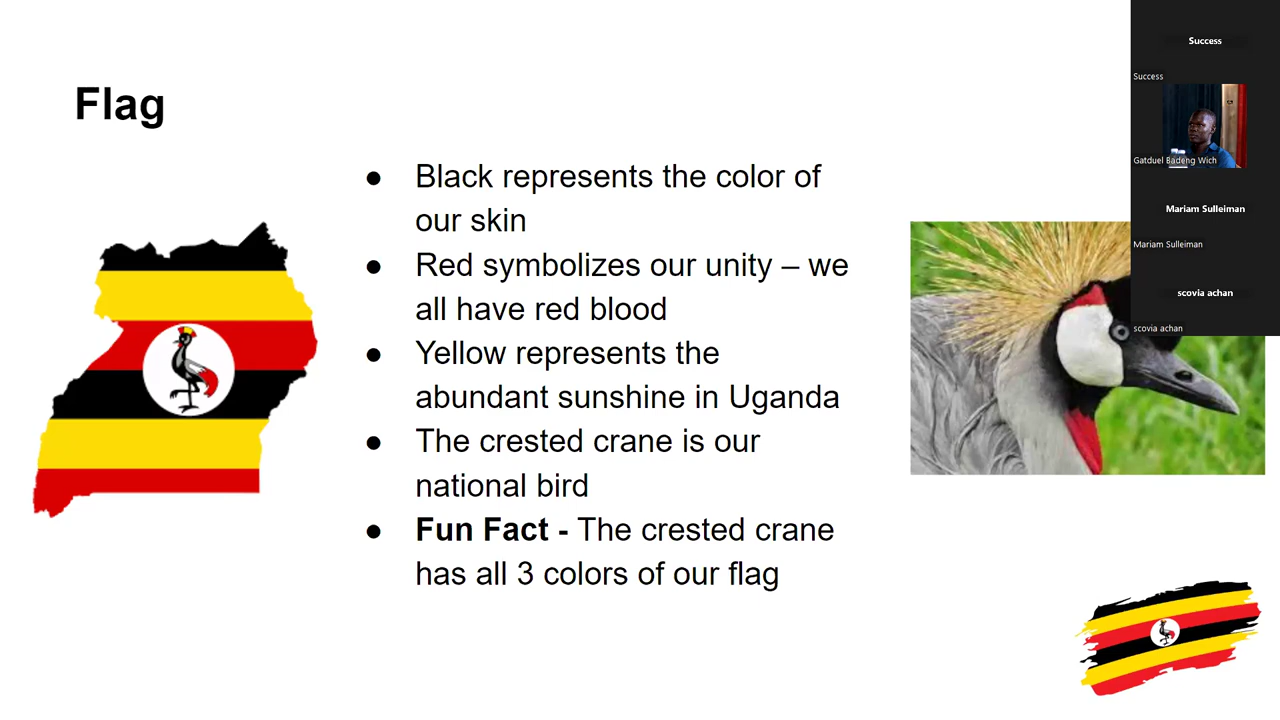 Flag
● Black represents the color of
our skin
● Red symbolizes our unity – we
all have red blood
● Yellow represents the
abundant sunshine in Uganda
● The crested crane is our
national bird
● Fun Fact - The crested crane
has all 3 colors of our flag
Success
Success
Gatduel Badeng Wich
Mariam Sulleiman
Mariam Sulleiman
scovia achan
scovia achan